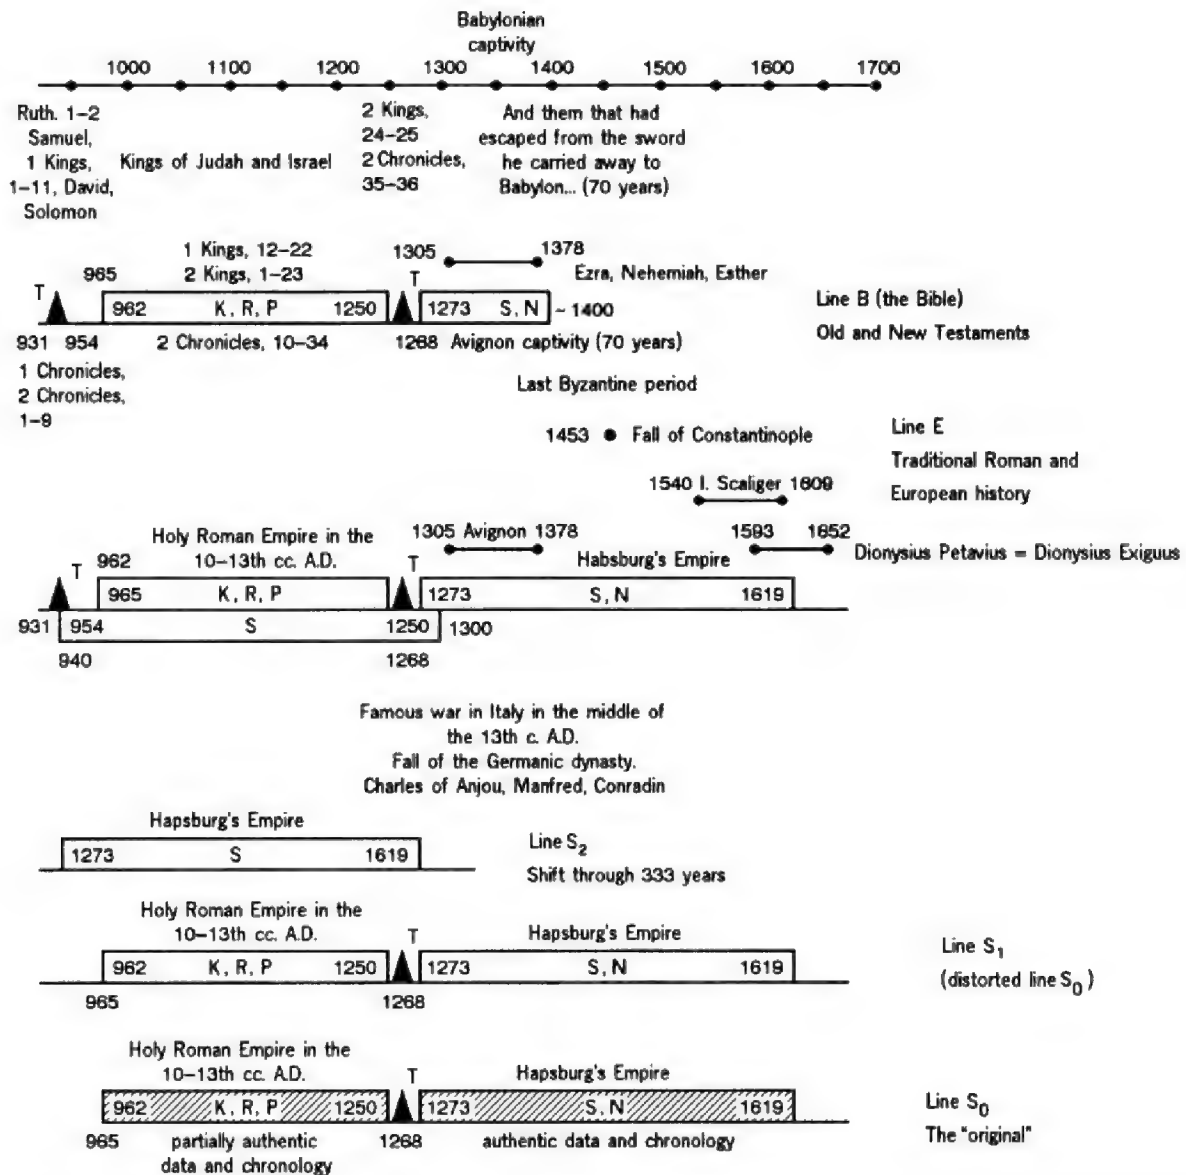 Babylonian
captivity
1000 1100 1200 1300 1400 1500 1600 1700
Ruth. 1–2
Samuel,
1 Kings,
1–11, David,
Solomon
Kings of Judah and Israel
2 Kings,
24–25
2 Chronicles,
35–36
And them that had
escaped from the sword
he carried away to
Babylon... (70 years)
1 Kings, 12–22
2 Kings, 1–23
1305 1378
Ezra, Nehemiah, Esther
T 965 T
962 K, R, P 1250 1273 S, N ~ 1400
931 954 2 Chronicles, 10–34 1268 Avignon captivity (70 years)
Line B (the Bible)
Old and New Testaments
1 Chronicles,
2 Chronicles,
1–9
Last Byzantine period
1453 Fall of Constantinople
Line E
Traditional Roman and
European history
1540 I. Scaliger 1609
1305 Avignon 1378 1593 1652
Dionysius Petavius = Dionysius Exiguus
Holy Roman Empire in the
10–13th cc. A.D.
Habsburg's Empire
T 962 T
965 K, R, P 1273 S, N 1619
931 954 S 1250 1300
940 1268
Famous war in Italy in the middle of
the 13th c. A.D.
Fall of the Germanic dynasty.
Charles of Anjou, Manfred, Conradin
Hapsburg's Empire
1273 S 1619
Line S2
Shift through 333 years
Holy Roman Empire in the
10–13th cc. A.D.
T Hapsburg's Empire
962 K, R, P 1250 1273 S, N 1619
965 1268
Line S1
(distorted line S0)
Holy Roman Empire in the
10–13th cc. A.D.
T Hapsburg's Empire
962 K, R, P 1250 1273 S, N 1619
965 partially authentic
data and chronology
1268 authentic data and chronology
Line S0
The "original"